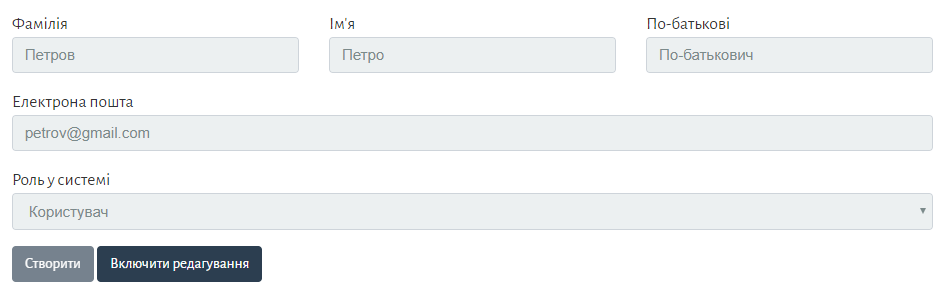 Фамілія Ім'я По-батькові
Петров Петро По-батькович
Електрона пошта
petrov@gmail.com
Роль у системі
Користувач
Створити Включити редагування